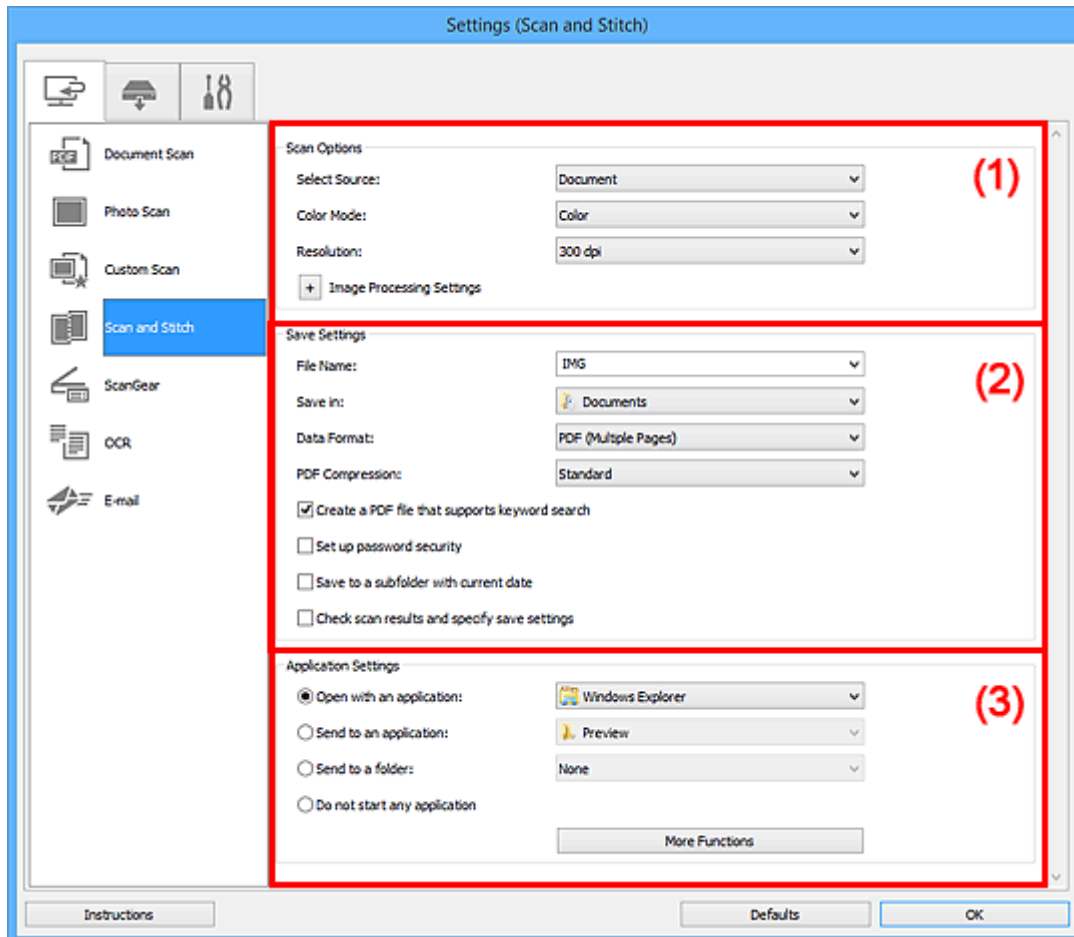 Settings (Scan and Stitch)
PDF
Document Scan
Photo Scan
Custom Scan
Scan and Stitch
ScanGear
OCR
E-mail
Scan Options
(1)
Select Source: Document
Color Mode: Color
Resolution: 300 dpi
+ Image Processing Settings
Save Settings
(2)
File Name: IMG
Save in: Documents
Data Format: PDF (Multiple Pages)
PDF Compression: Standard
Create a PDF file that supports keyword search
Set up password security
Save to a subfolder with current date
Check scan results and specify save settings
Application Settings
(3)
Open with an application: Windows Explorer
Send to an application: Preview
Send to a folder: None
Do not start any application
More Functions
Instructions Defaults OK